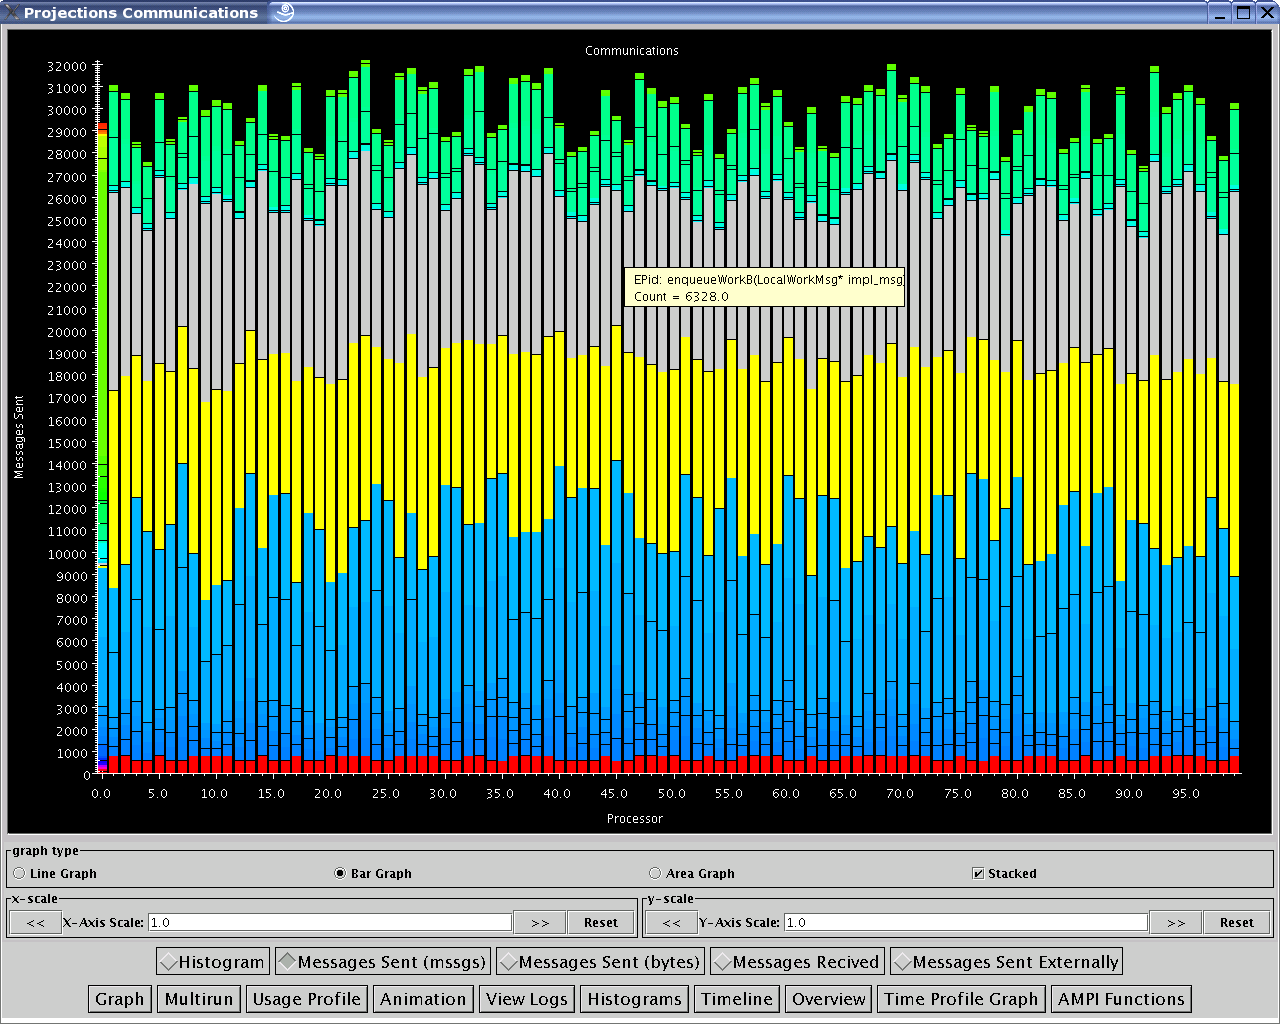 Projections Communications
Communications
32000
31000
30000
29000
28000
27000
26000
25000
24000
23000
22000
21000
20000
19000
18000
17000
16000
15000
14000
13000
12000
11000
10000
9000
8000
7000
6000
5000
4000
3000
2000
1000
0
Messages Sent
EPid: enqueueWorkB(LocalWorkMsg* impl_msg)
Count = 6328.0
0.0 5.0 10.0 15.0 20.0 25.0 30.0 35.0 40.0 45.0 50.0 55.0 60.0 65.0 70.0 75.0 80.0 85.0 90.0 95.0
Processor
graph type
Line Graph Bar Graph Area Graph Stacked
x-scale y-scale
<< X-Axis Scale: 1.0 >> Reset << Y-Axis Scale: 1.0 >> Reset
Histogram Messages Sent (mssgs) Messages Sent (bytes) Messages Recived Messages Sent Externally
Graph Multirun Usage Profile Animation View Logs Histograms Timeline Overview Time Profile Graph AMPI Functions